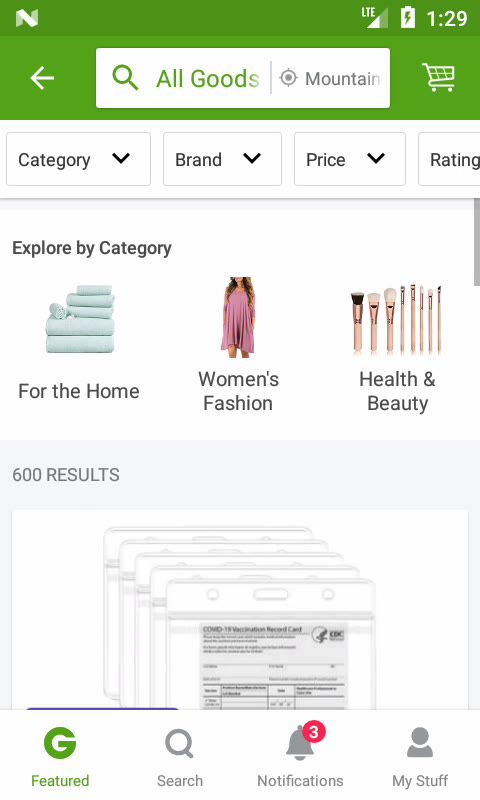 LTE 1:29
All Goods Mountain
Category Brand Price Rating
Explore by Category
For the Home
Women's
Fashion
Health &
Beauty
600 RESULTS
COVID-19 Vaccination Record Card
CDC
G
3
Featured Search Notifications My Stuff